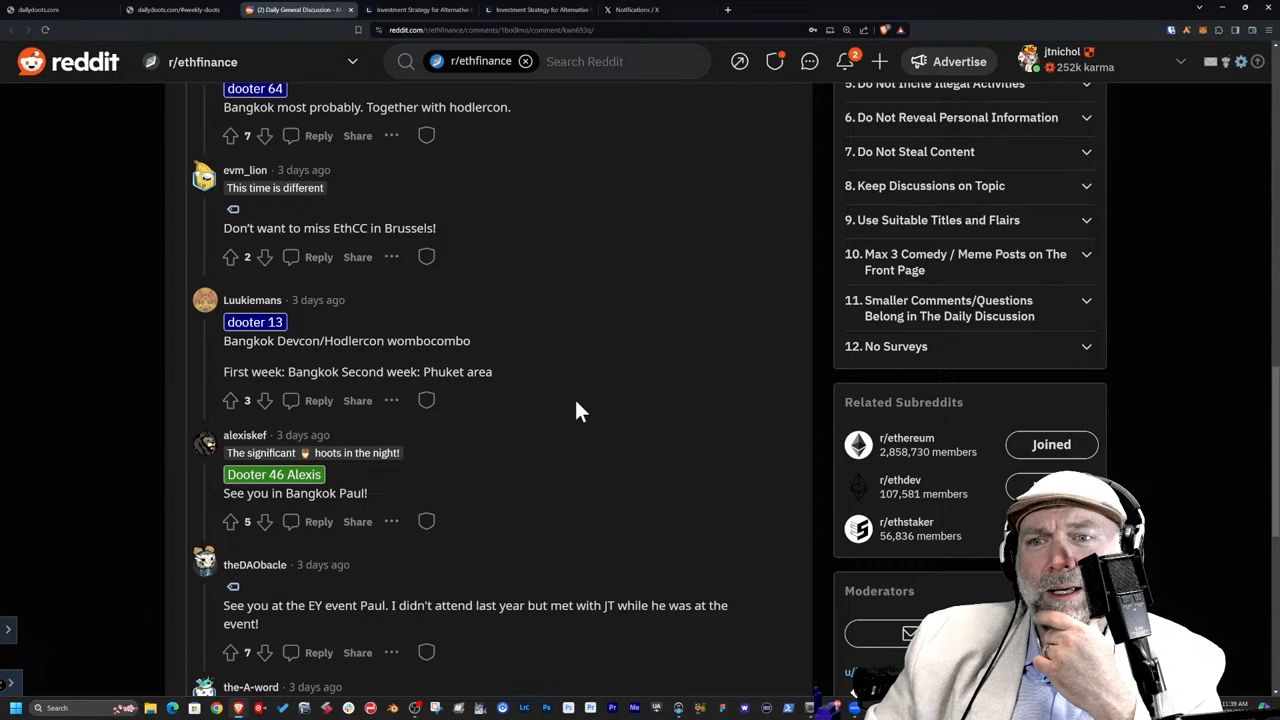 dailydoots.com
dailydoots.com/#weekly-doots
(2) Daily General Discussion - M
Investment Strategy for Alternative
Investment Strategy for Alternative
Notifications / X
reddit.com/r/ethfinance/comments/1bo0lmo/comment/kwn693q/
reddit
r/ethfinance
r/ethfinance
Search Reddit
Advertise
2
jtnichol
252k karma
dooter 64
Bangkok most probably. Together with hodlercon.
7 Reply Share
evm_lion · 3 days ago
This time is different
Don't want to miss EthCC in Brussels!
2 Reply Share
Luukiemans · 3 days ago
dooter 13
Bangkok Devcon/Hodlercon wombocombo
First week: Bangkok Second week: Phuket area
3 Reply Share
alexiskef · 3 days ago
The significant 🦉 hoots in the night!
Dooter 46 Alexis
See you in Bangkok Paul!
5 Reply Share
theDAObacle · 3 days ago
See you at the EY event Paul. I didn't attend last year but met with JT while he was at the
event!
7 Reply Share
the-A-word · 3 days ago
5. Do Not Incite Illegal Activities
6. Do Not Reveal Personal Information
7. Do Not Steal Content
8. Keep Discussions on Topic
9. Use Suitable Titles and Flairs
10. Max 3 Comedy / Meme Posts on The
Front Page
11. Smaller Comments/Questions
Belong in The Daily Discussion
12. No Surveys
Related Subreddits
r/ethereum
2,858,730 members
Joined
r/ethdev
107,581 members
r/ethstaker
56,836 members
Moderators
u/
Search
11:39 AM